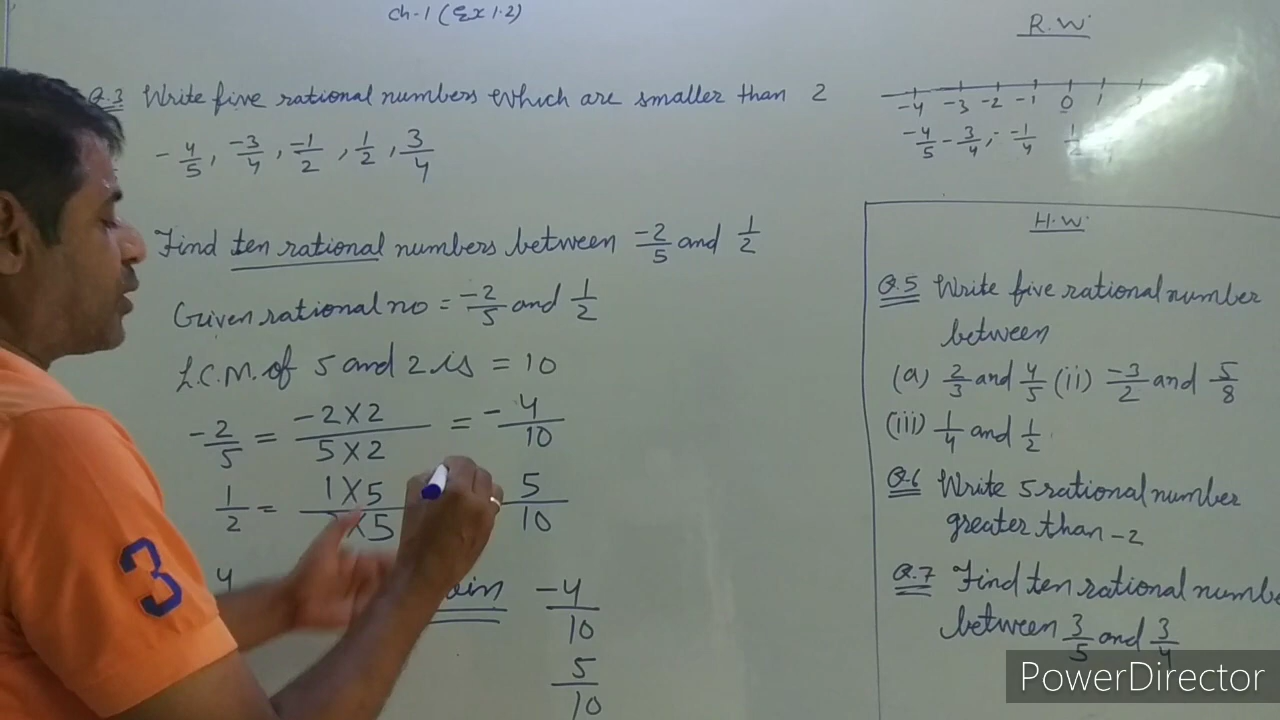 Ch-1 (Ex 1.2)
Q.3 Write five rational numbers which are smaller than 2
-4/5, -3/4, -1/2, 1/2, 3/4
Find ten rational numbers between -2/5 and 1/2
Given rational no = -2/5 and 1/2
L.C.M. of 5 and 2 is = 10
-2/5 = -2X2/5X2 = -4/10
1/2 = 1X5/ X5 5/10
4
-4/10
5/10
3
R.W.
-4 -3 -2 -1 0 1
-4/5 -3/4, -1/4 1/2
H.W.
Q.5 Write five rational number
between
(a) 2/3 and 4/5 (ii) -3/2 and 5/8
(iii) 1/4 and 1/2.
Q.6 Write 5 rational number
greater than -2
Q.7 Find ten rational numbe
between 3/5 and 3/4
PowerDirector